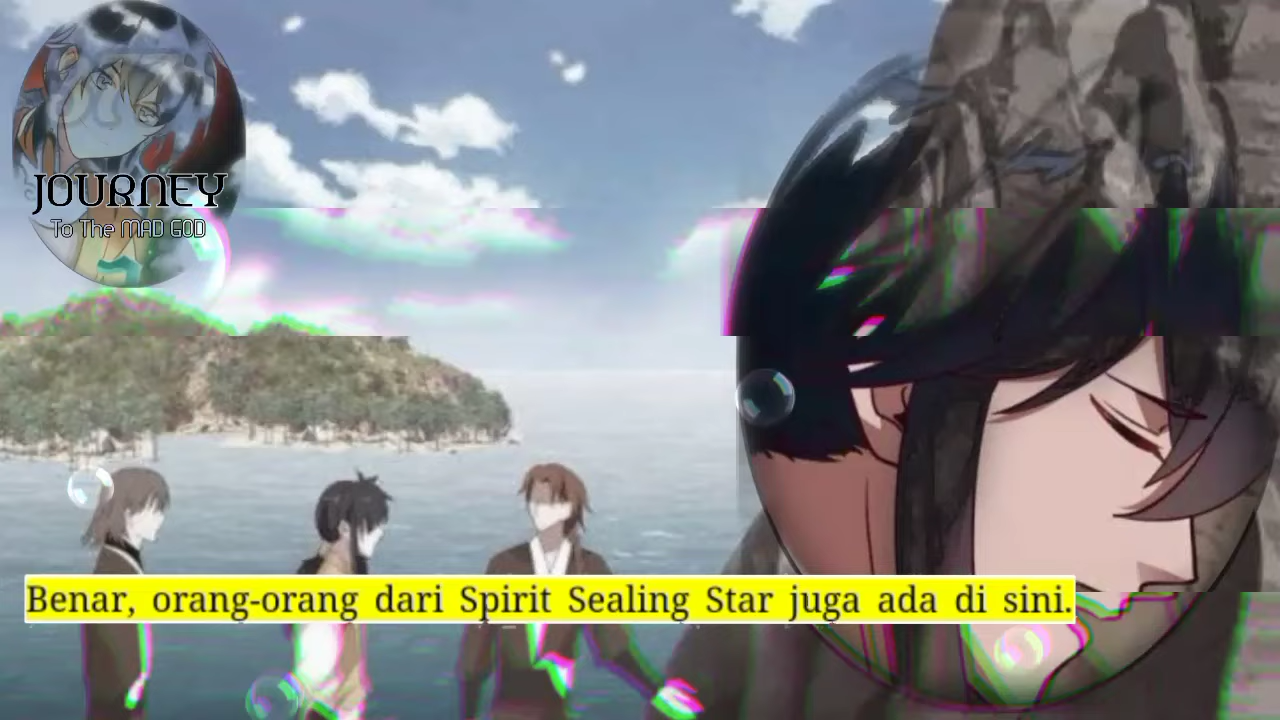 JOURNEY
To The MAD GOD
Benar, orang-orang dari Spirit Sealing Star juga ada di sini.